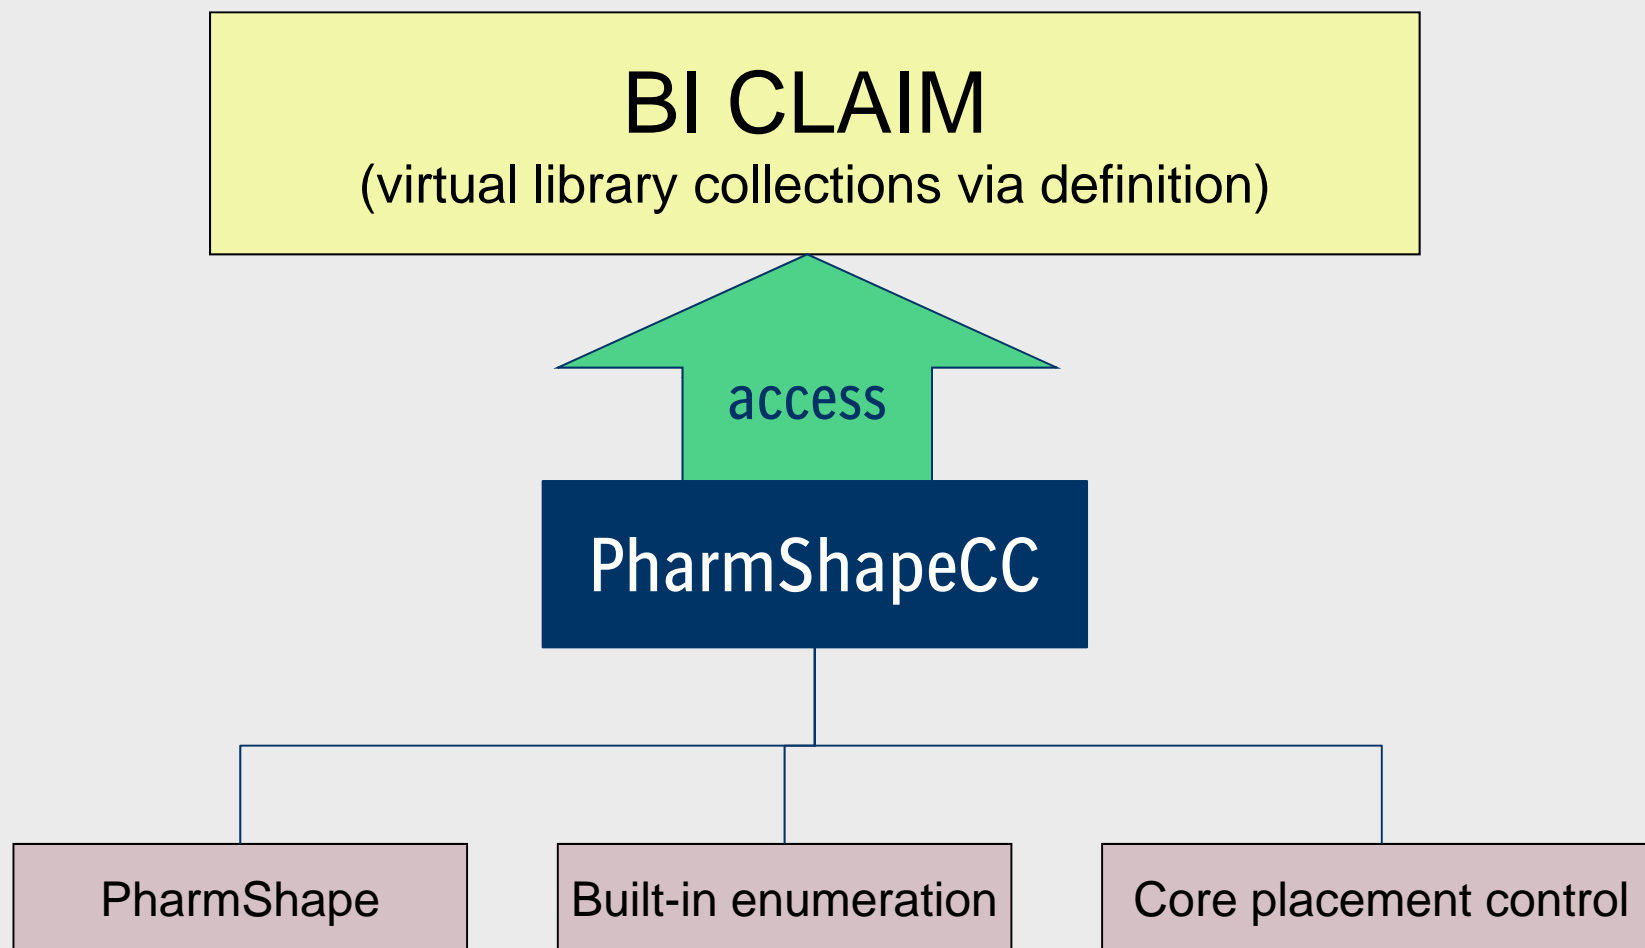 BI CLAIM
(virtual library collections via definition)
access
PharmShapeCC
PharmShape
Built-in enumeration
Core placement control